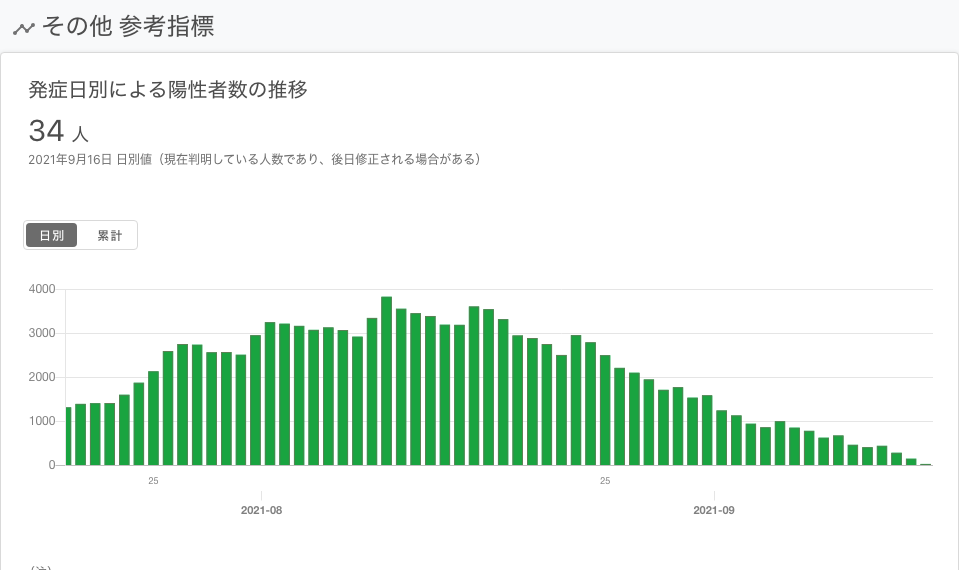 その他 参考指標
発症日別による陽性者数の推移
34 人
2021年9月16日 日別値（現在判明している人数であり、後日修正される場合がある）
日別 累計
4000
3000
2000
1000
0
25 25
2021-08 2021-09